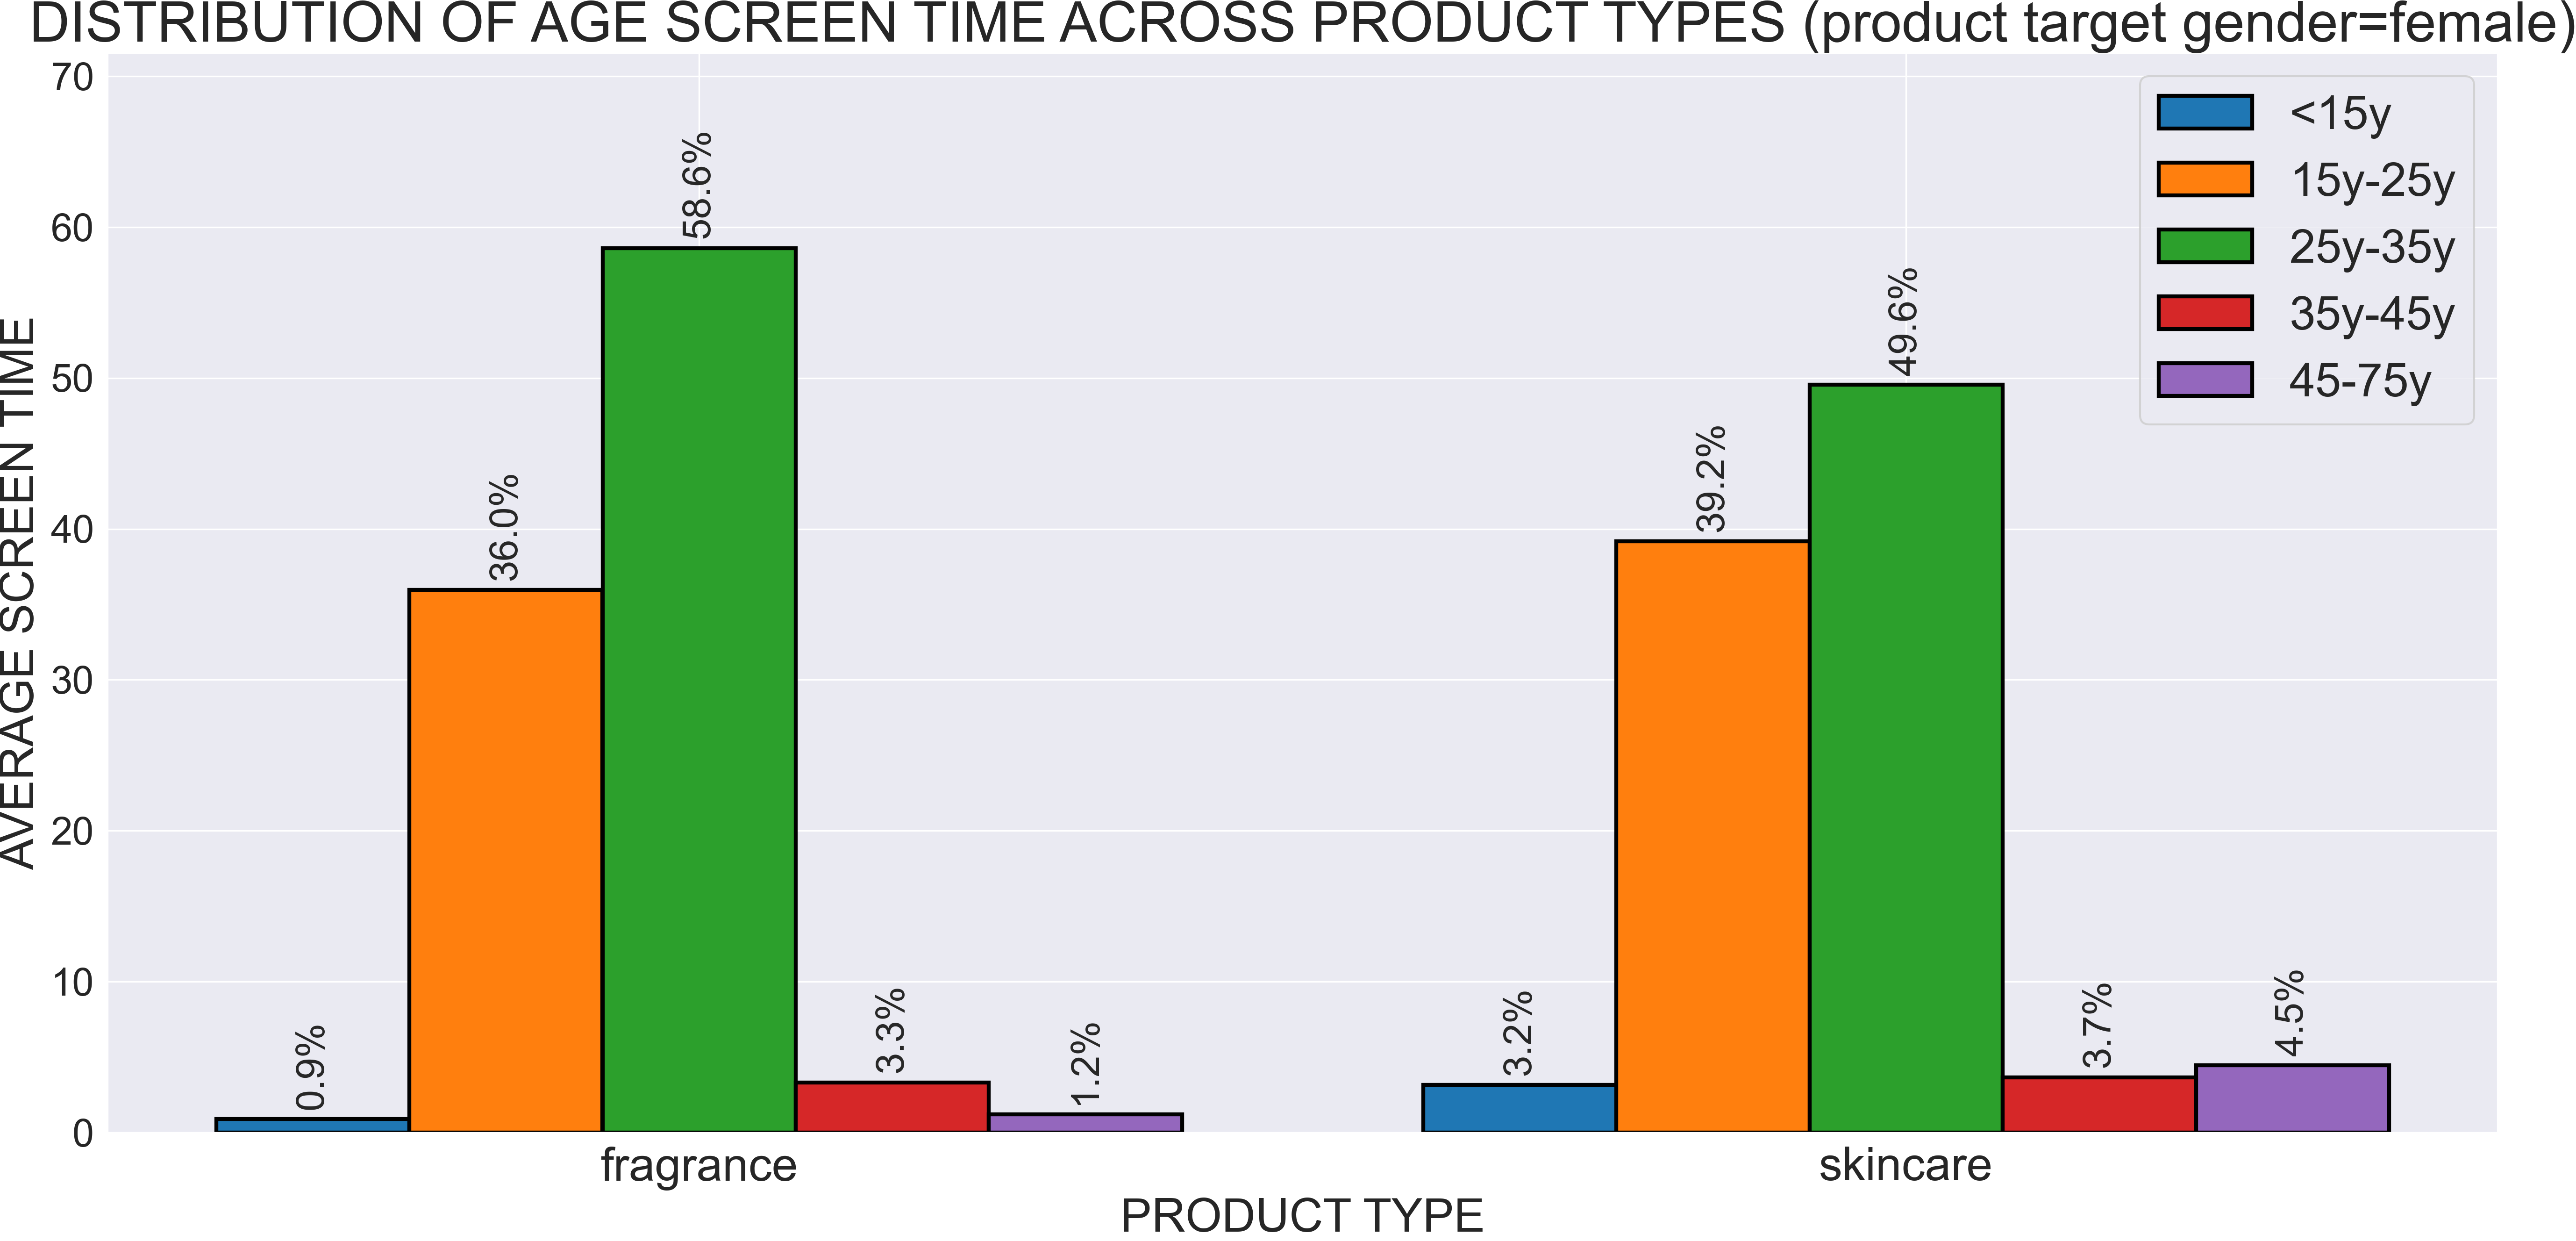 DISTRIBUTION OF AGE SCREEN TIME ACROSS PRODUCT TYPES (product target gender=female)
AVERAGE SCREEN TIME
70
60
50
40
30
20
10
0
0.9%
36.0%
58.6%
3.3%
1.2%
3.2%
39.2%
49.6%
3.7%
4.5%
<15y
15y-25y
25y-35y
35y-45y
45-75y
fragrance
skincare
PRODUCT TYPE